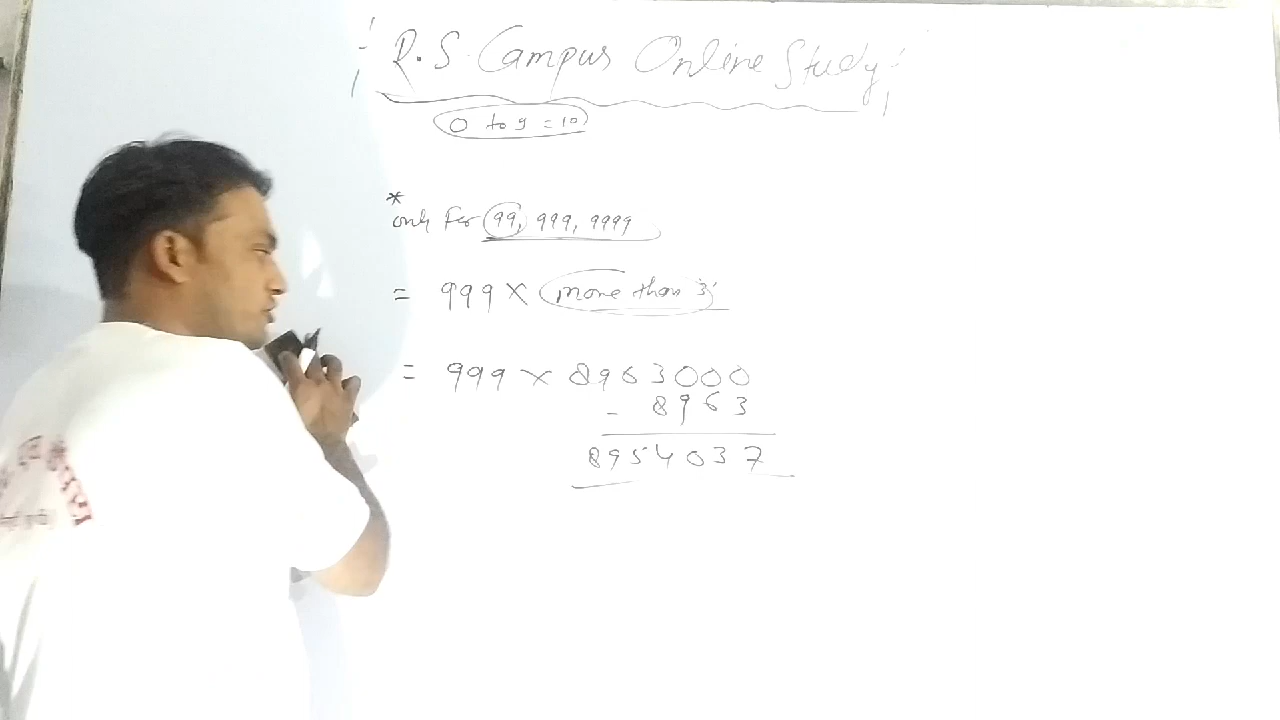 R.S. Campus Online Study
0 to 9 = 10
* only for 99, 999, 9999
= 999 × more than 3
= 999 × 8963000
- 8963
8954037